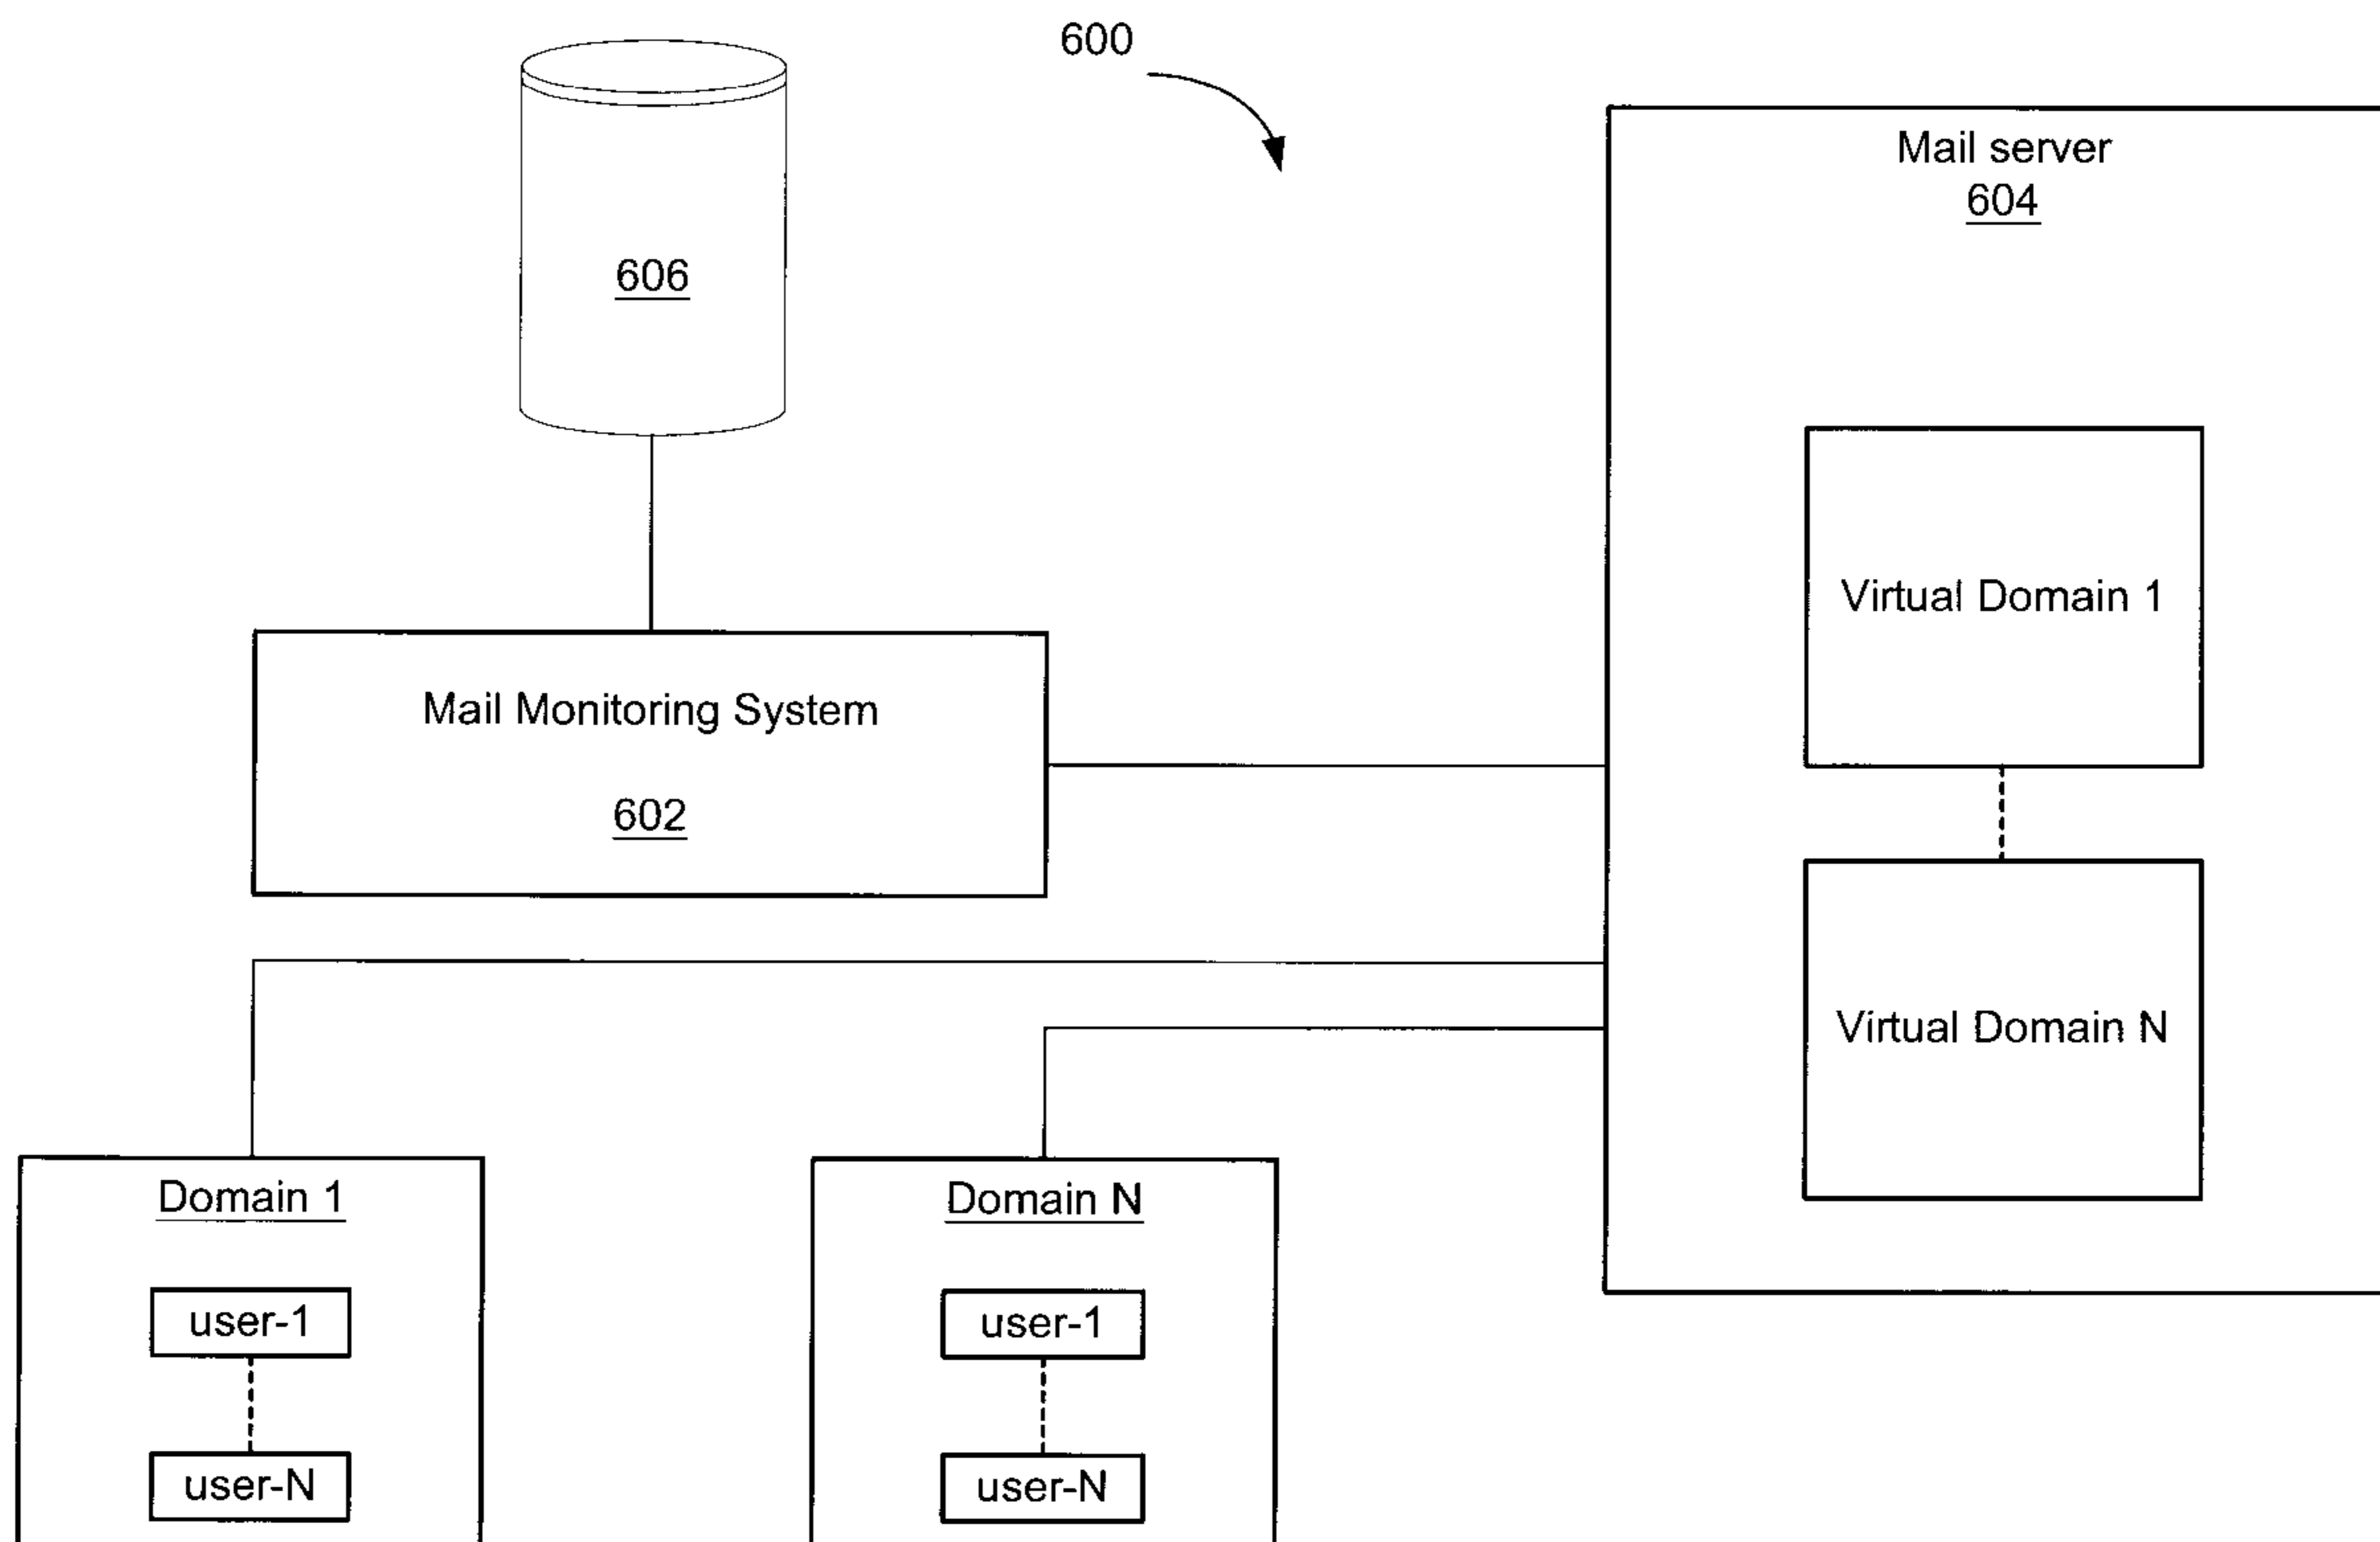 600
606
Mail server
604
Virtual Domain 1
Mail Monitoring System
602
Virtual Domain N
Domain 1
user-1
user-N
Domain N
user-1
user-N